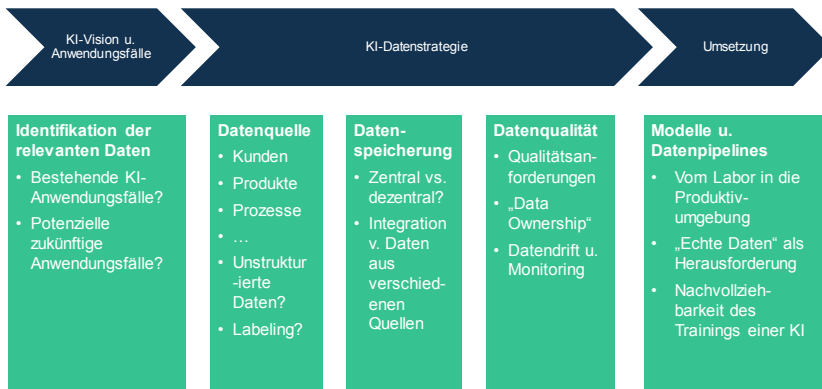 KI-Vision u.
Anwendungsfälle
KI-Datenstrategie
Umsetzung
Identifikation der
relevanten Daten
• Bestehende KI-
Anwendungsfälle?
• Potenzielle
zukünftige
Anwendungsfälle?
Datenquelle
• Kunden
• Produkte
• Prozesse
• …
• Unstruktur
-ierte
Daten?
• Labeling?
Daten-
speicherung
• Zentral vs.
dezentral?
• Integration
v. Daten
aus
verschied-
enen
Quellen
Datenqualität
• Qualitätsan-
forderungen
• „Data
Ownership“
• Datendrift u.
Monitoring
Modelle u.
Datenpipelines
• Vom Labor in die
Produktiv-
umgebung
• „Echte Daten“ als
Herausforderung
• Nachvollzieh-
barkeit des
Trainings einer KI